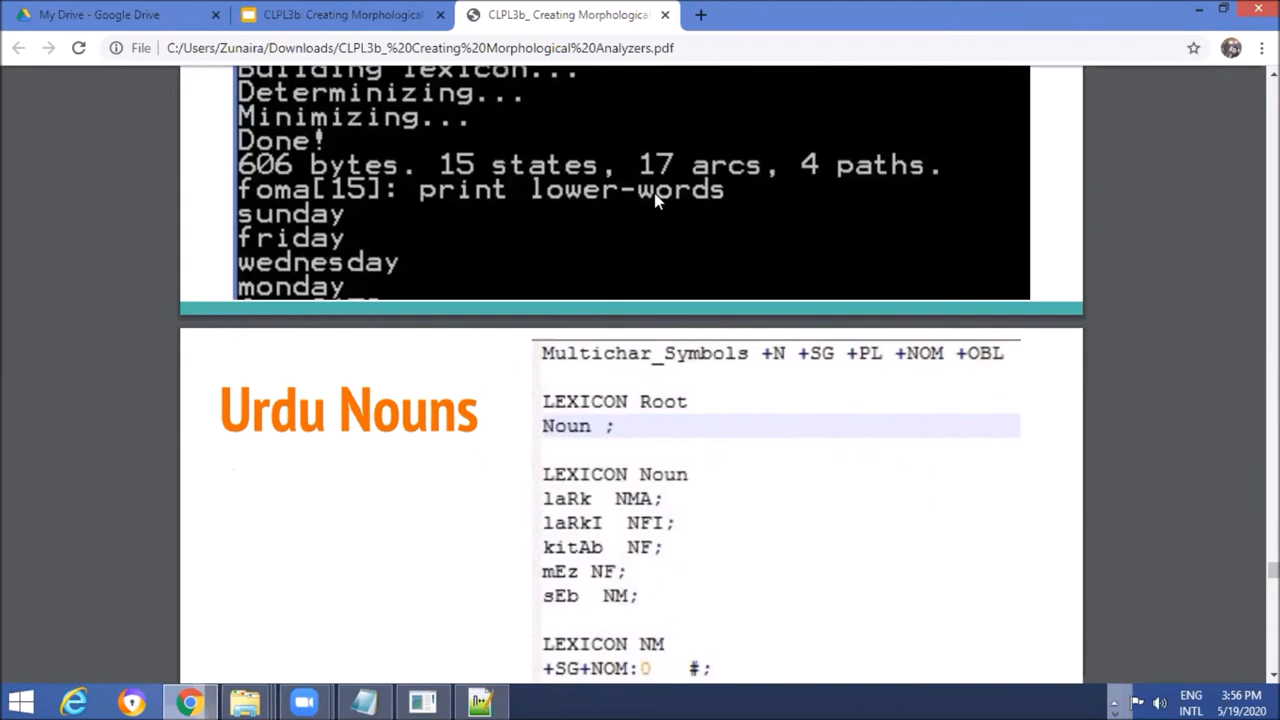 My Drive - Google Drive
CLPL3b: Creating Morphological
CLPL3b_ Creating Morphological
File
C:/Users/Zunaira/Downloads/CLPL3b_%20Creating%20Morphological%20Analyzers.pdf
Building lexicon...
Determinizing...
Minimizing...
Done!
606 bytes. 15 states, 17 arcs, 4 paths.
foma[15]: print lower-words
sunday
friday
wednesday
monday
Urdu Nouns
Multichar_Symbols +N +SG +PL +NOM +OBL
LEXICON Root
Noun ;
LEXICON Noun
laRk NMA;
laRkI NFI;
kitAb NF;
mEz NF;
sEb NM;
LEXICON NM
+SG+NOM:0 #;
ENG
INTL
3:56 PM
5/19/2020